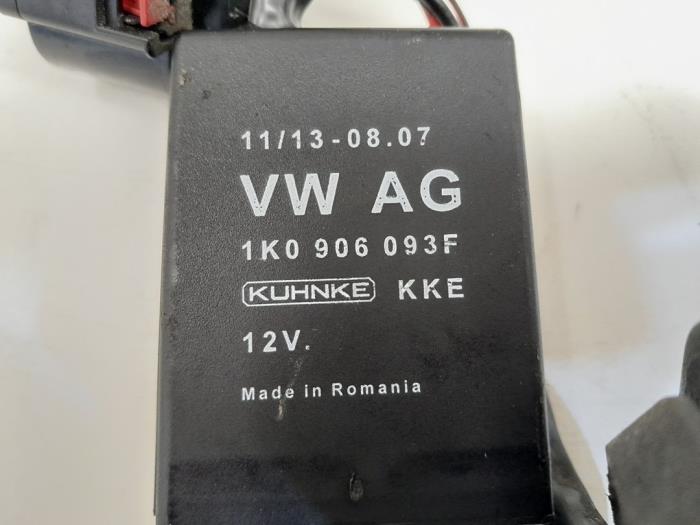 11/13-08.07
VW AG
1K0 906 093F
KUHNKE KKE
12V.
Made in Romania